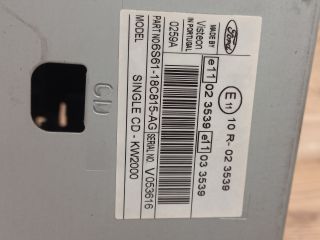 Ford
MADE BY
Visteon
IN PORTUGAL
0259A
e11 02 3539 e11 03 3539
E11 10 R - 02 3539
PART NO 6S61-18C815-AG SERIAL NO. V053616
MODEL SINGLE CD - KW2000
CD